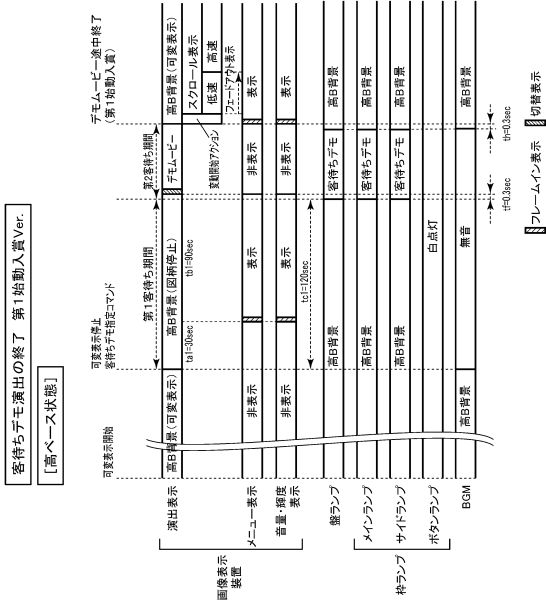 客待ちデモ演出の終了　第１始動入賞Ver.
［高ベース状態］
可変表示開始
可変表示停止
客待ちデモ指定コマンド
デモムービー途中終了
（第１始動入賞）
第１客待ち期間
第２客待ち期間
画像表示
装置
演出表示
高B背景（可変表示）
高B背景（図柄停止）
デモムービー
高B背景（可変表示）
スクロール表示
低速
高速
変動開始アクション
フェードアウト表示
ta1=30sec
tb1=90sec
メニュー表示
非表示
表示
非表示
表示
音量・輝度
表示
非表示
表示
非表示
表示
tc1=120sec
盤ランプ
高B背景
客待ちデモ
高B背景
枠ランプ
メインランプ
高B背景
客待ちデモ
高B背景
サイドランプ
高B背景
客待ちデモ
高B背景
ボタンランプ
白点灯
BGM
高B背景
無音
高B背景
tf=0.3sec
th=0.3sec
フレームイン表示
切替表示